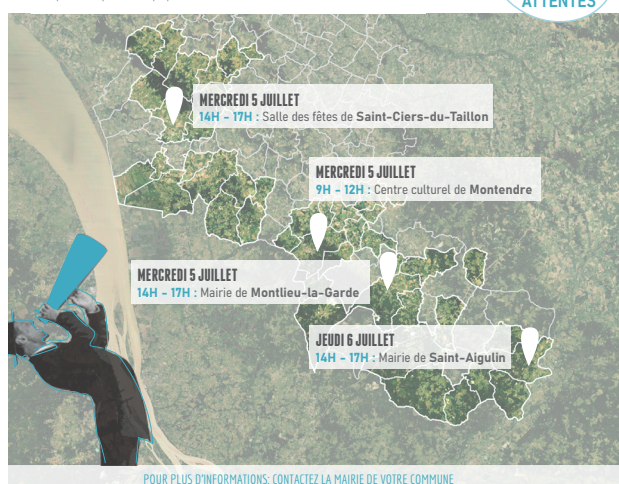 ATTENTES
MERCREDI 5 JUILLET
14H - 17H : Salle des fêtes de Saint-Ciers-du-Taillon
MERCREDI 5 JUILLET
9H - 12H : Centre culturel de Montendre
MERCREDI 5 JUILLET
14H - 17H : Mairie de Montlieu-la-Garde
JEUDI 6 JUILLET
14H - 17H : Mairie de Saint-Aigulin
POUR PLUS D'INFORMATIONS: CONTACTEZ LA MAIRIE DE VOTRE COMMUNE